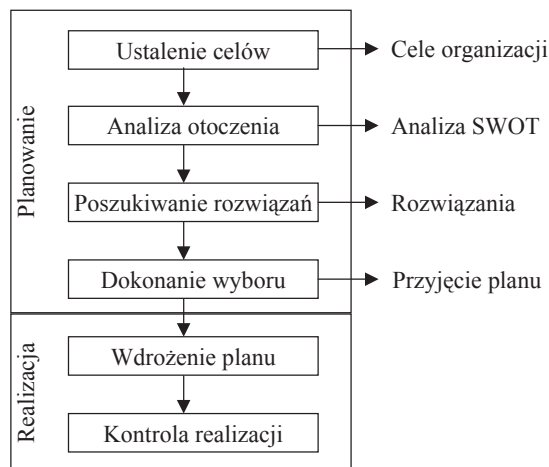 Planowanie
Ustalenie celów
Cele organizacji
Analiza otoczenia
Analiza SWOT
Poszukiwanie rozwiązań
Rozwiązania
Dokonanie wyboru
Przyjęcie planu
Realizacja
Wdrożenie planu
Kontrola realizacji